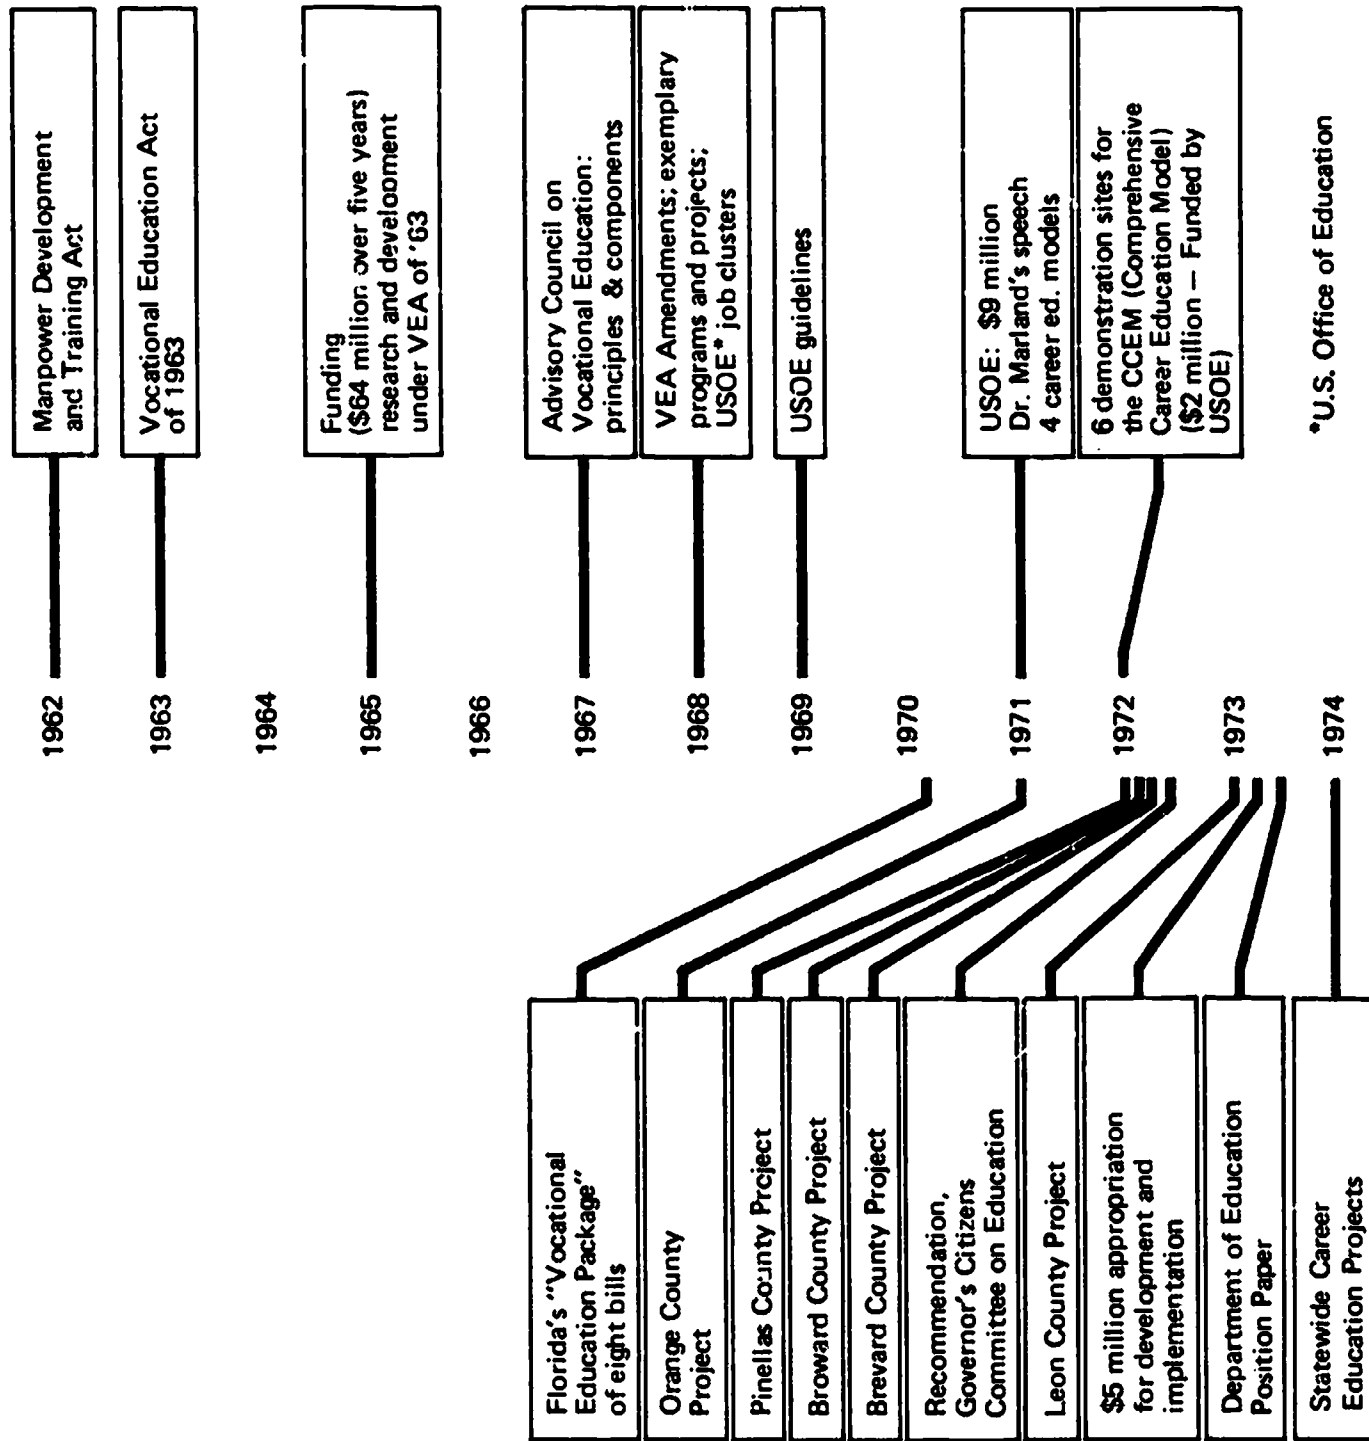 Manpower Development
and Training Act
Vocational Education Act
of 1963
Funding
($64 million over five years)
research and development
under VEA of '63
Advisory Council on
Vocational Education:
principles & components
VEA Amendments; exemplary
programs and projects;
USOE* job clusters
USOE guidelines
USOE: $9 million
Dr. Marland's speech
4 career ed. models
6 demonstration sites for
the CCEM (Comprehensive
Career Education Model)
($2 million — Funded by
USOE)
*U.S. Office of Education
1962
1963
1964
1965
1966
1967
1968
1969
1970
1971
1972
1973
1974
Florida's "Vocational
Education Package"
of eight bills
Orange County
Project
Pinellas County Project
Broward County Project
Brevard County Project
Recommendation,
Governor's Citizens
Committee on Education
Leon County Project
$5 million appropriation
for development and
implementation
Department of Education
Position Paper
Statewide Career
Education Projects